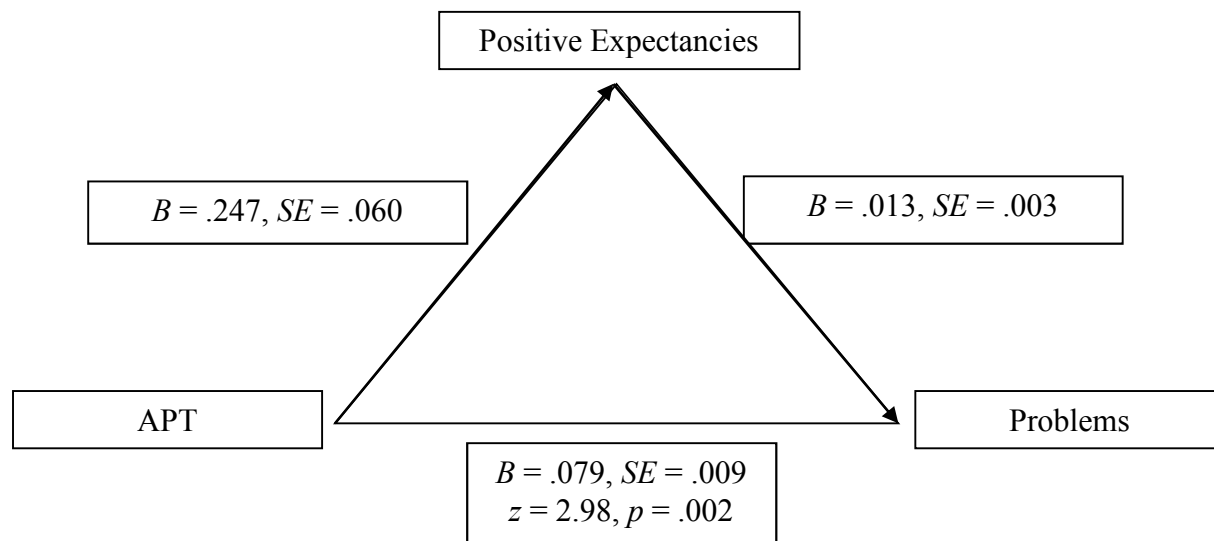 Positive Expectancies
B = .247, SE = .060
B = .013, SE = .003
APT
Problems
B = .079, SE = .009
z = 2.98, p = .002